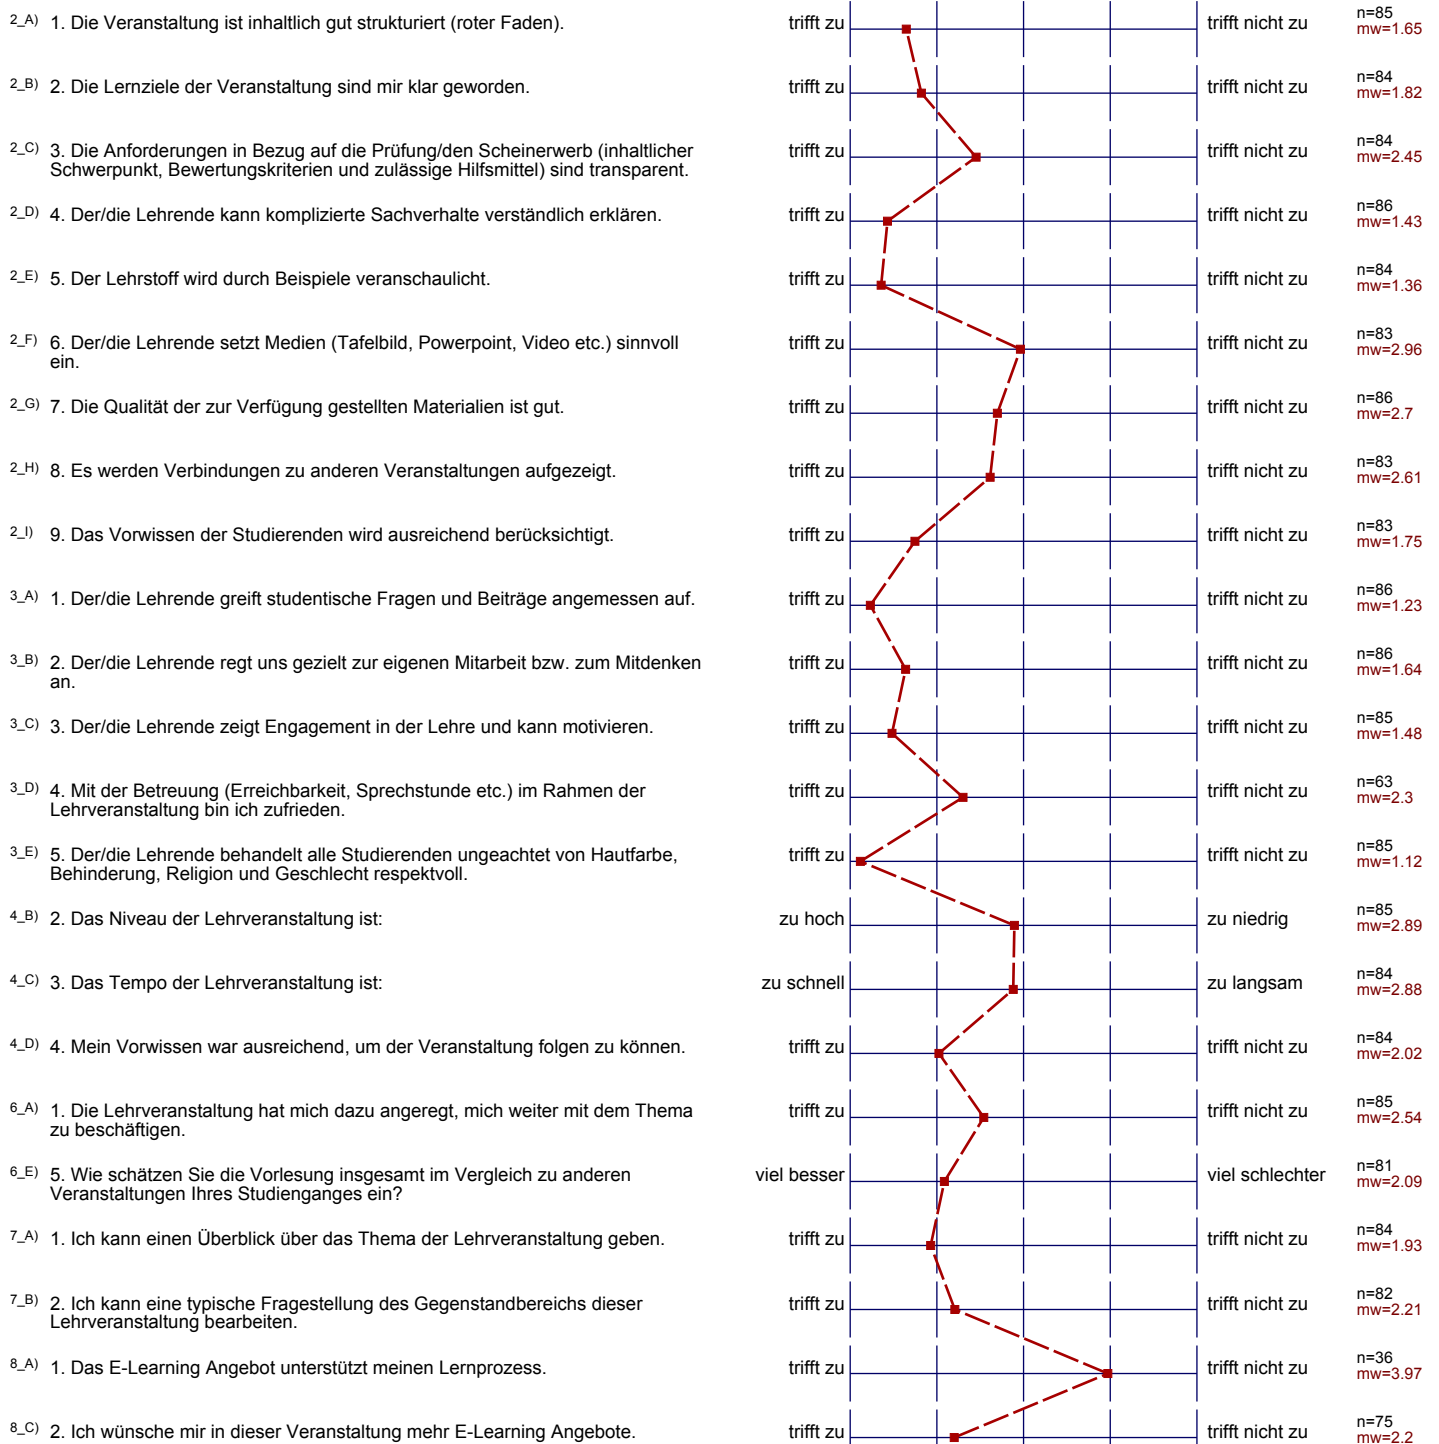 2_A) 1. Die Veranstaltung ist inhaltlich gut strukturiert (roter Faden). trifft zu trifft nicht zu n=85
mw=1.65
2_B) 2. Die Lernziele der Veranstaltung sind mir klar geworden. trifft zu trifft nicht zu n=84
mw=1.82
2_C) 3. Die Anforderungen in Bezug auf die Prüfung/den Scheinerwerb (inhaltlicher trifft zu trifft nicht zu n=84
Schwerpunkt, Bewertungskriterien und zulässige Hilfsmittel) sind transparent. mw=2.45
2_D) 4. Der/die Lehrende kann komplizierte Sachverhalte verständlich erklären. trifft zu trifft nicht zu n=86
mw=1.43
2_E) 5. Der Lehrstoff wird durch Beispiele veranschaulicht. trifft zu trifft nicht zu n=84
mw=1.36
2_F) 6. Der/die Lehrende setzt Medien (Tafelbild, Powerpoint, Video etc.) sinnvoll trifft zu trifft nicht zu n=83
ein. mw=2.96
2_G) 7. Die Qualität der zur Verfügung gestellten Materialien ist gut. trifft zu trifft nicht zu n=86
mw=2.7
2_H) 8. Es werden Verbindungen zu anderen Veranstaltungen aufgezeigt. trifft zu trifft nicht zu n=83
mw=2.61
2_I) 9. Das Vorwissen der Studierenden wird ausreichend berücksichtigt. trifft zu trifft nicht zu n=83
mw=1.75
3_A) 1. Der/die Lehrende greift studentische Fragen und Beiträge angemessen auf. trifft zu trifft nicht zu n=86
mw=1.23
3_B) 2. Der/die Lehrende regt uns gezielt zur eigenen Mitarbeit bzw. zum Mitdenken trifft zu trifft nicht zu n=86
an. mw=1.64
3_C) 3. Der/die Lehrende zeigt Engagement in der Lehre und kann motivieren. trifft zu trifft nicht zu n=85
mw=1.48
3_D) 4. Mit der Betreuung (Erreichbarkeit, Sprechstunde etc.) im Rahmen der trifft zu trifft nicht zu n=63
Lehrveranstaltung bin ich zufrieden. mw=2.3
3_E) 5. Der/die Lehrende behandelt alle Studierenden ungeachtet von Hautfarbe, trifft zu trifft nicht zu n=85
Behinderung, Religion und Geschlecht respektvoll. mw=1.12
4_B) 2. Das Niveau der Lehrveranstaltung ist: zu hoch zu niedrig n=85
mw=2.89
4_C) 3. Das Tempo der Lehrveranstaltung ist: zu schnell zu langsam n=84
mw=2.88
4_D) 4. Mein Vorwissen war ausreichend, um der Veranstaltung folgen zu können. trifft zu trifft nicht zu n=84
mw=2.02
6_A) 1. Die Lehrveranstaltung hat mich dazu angeregt, mich weiter mit dem Thema trifft zu trifft nicht zu n=85
zu beschäftigen. mw=2.54
6_E) 5. Wie schätzen Sie die Vorlesung insgesamt im Vergleich zu anderen viel besser viel schlechter n=81
Veranstaltungen Ihres Studienganges ein? mw=2.09
7_A) 1. Ich kann einen Überblick über das Thema der Lehrveranstaltung geben. trifft zu trifft nicht zu n=84
mw=1.93
7_B) 2. Ich kann eine typische Fragestellung des Gegenstandbereichs dieser trifft zu trifft nicht zu n=82
Lehrveranstaltung bearbeiten. mw=2.21
8_A) 1. Das E-Learning Angebot unterstützt meinen Lernprozess. trifft zu trifft nicht zu n=36
mw=3.97
8_C) 2. Ich wünsche mir in dieser Veranstaltung mehr E-Learning Angebote. trifft zu trifft nicht zu n=75
mw=2.2